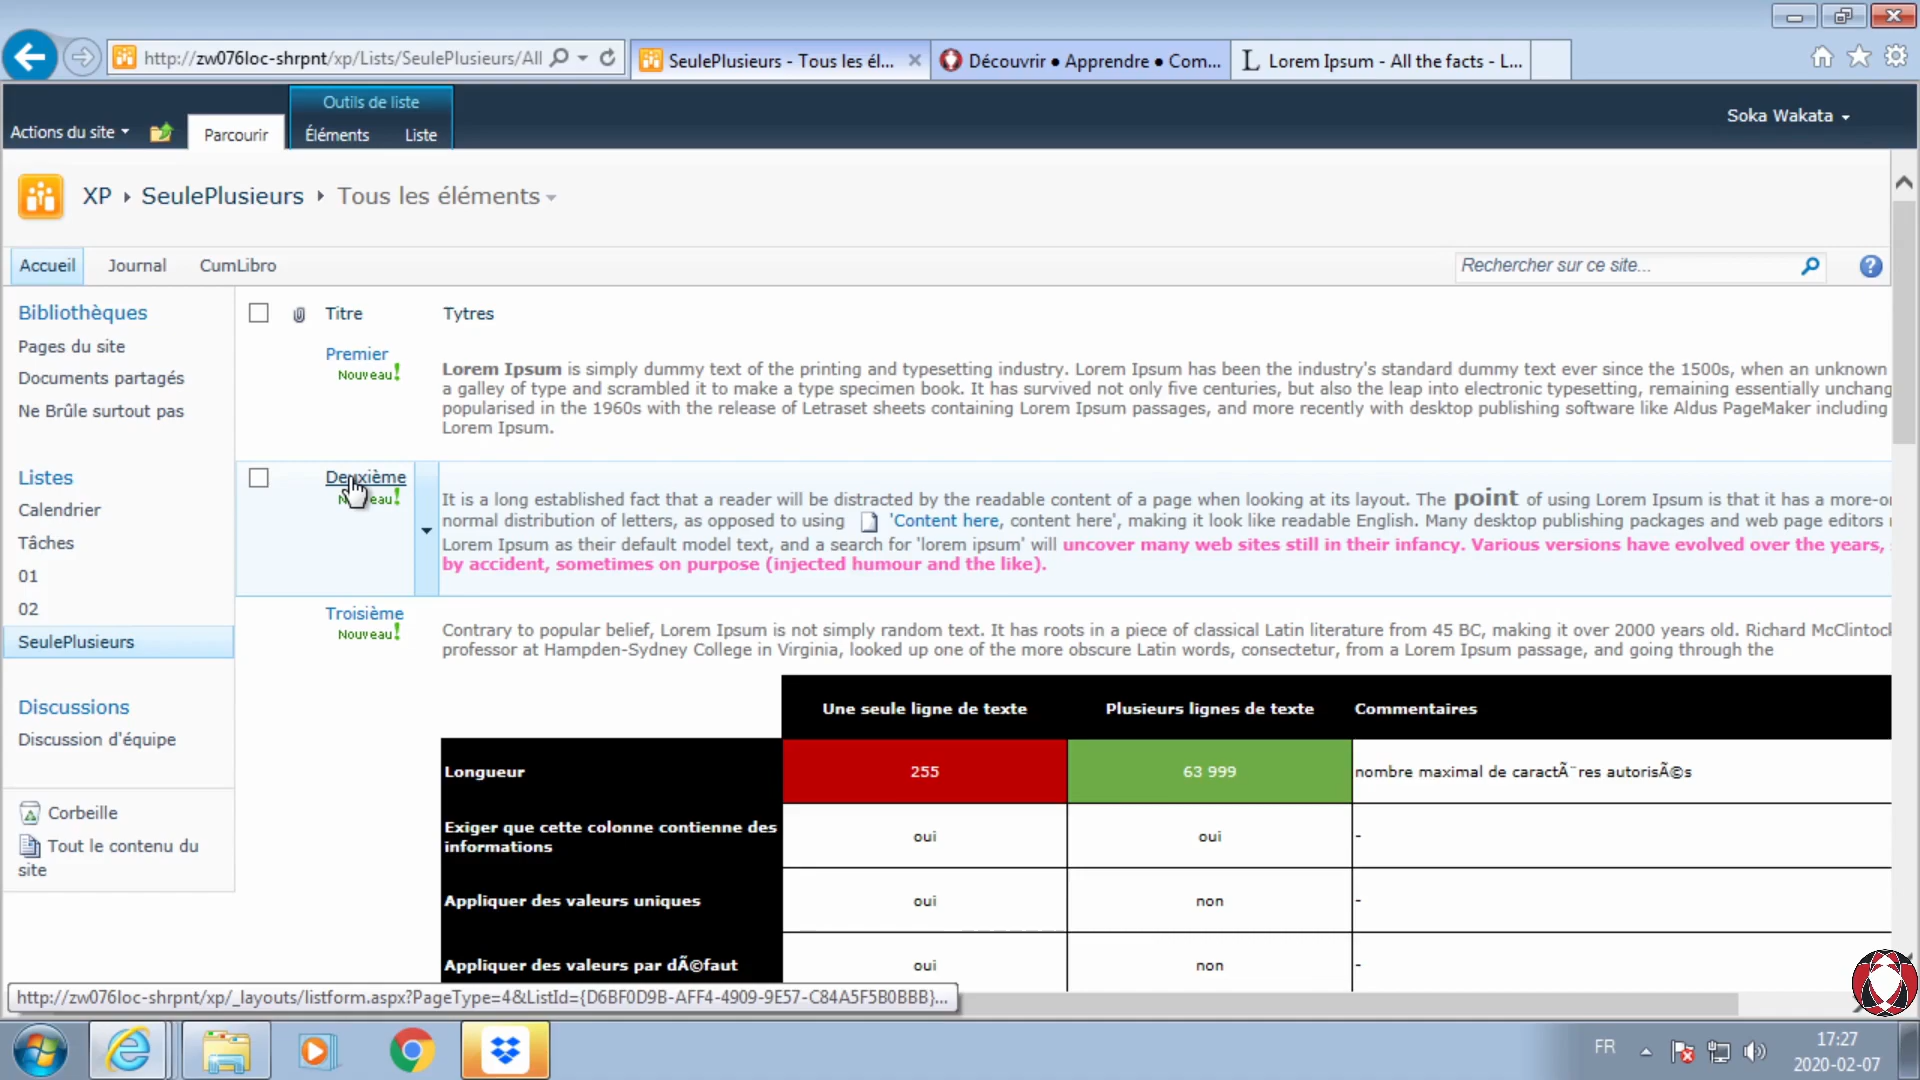 http://zw076loc-shrpnt/xp/Lists/SeulePlusieurs/All
SeulePlusieurs - Tous les él...
Découvrir ● Apprendre ● Com...
Lorem Ipsum - All the facts - L...
Outils de liste
Actions du site
Parcourir
Éléments
Liste
Soka Wakata
XP
SeulePlusieurs
Tous les éléments
Accueil
Journal
CumLibro
Rechercher sur ce site...
Bibliothèques
Pages du site
Documents partagés
Ne Brûle surtout pas
Listes
Calendrier
Tâches
01
02
SeulePlusieurs
Discussions
Discussion d'équipe
Corbeille
Tout le contenu du
site
Titre
Tytres
Premier
Nouveau!
Lorem Ipsum is simply dummy text of the printing and typesetting industry. Lorem Ipsum has been the industry's standard dummy text ever since the 1500s, when an unknown
a galley of type and scrambled it to make a type specimen book. It has survived not only five centuries, but also the leap into electronic typesetting, remaining essentially unchang
popularised in the 1960s with the release of Letraset sheets containing Lorem Ipsum passages, and more recently with desktop publishing software like Aldus PageMaker including
Lorem Ipsum.
Deuxième
It is a long established fact that a reader will be distracted by the readable content of a page when looking at its layout. The point of using Lorem Ipsum is that it has a more-or
normal distribution of letters, as opposed to using 'Content here, content here', making it look like readable English. Many desktop publishing packages and web page editors
Lorem Ipsum as their default model text, and a search for 'lorem ipsum' will uncover many web sites still in their infancy. Various versions have evolved over the years,
by accident, sometimes on purpose (injected humour and the like).
Troisième
Nouveau!
Contrary to popular belief, Lorem Ipsum is not simply random text. It has roots in a piece of classical Latin literature from 45 BC, making it over 2000 years old. Richard McClintock
professor at Hampden-Sydney College in Virginia, looked up one of the more obscure Latin words, consectetur, from a Lorem Ipsum passage, and going through the
Une seule ligne de texte
Plusieurs lignes de texte
Commentaires
Longueur
255
63 999
nombre maximal de caractÃ¨res autorisÃ©s
Exiger que cette colonne contienne des
informations
oui
oui
-
Appliquer des valeurs uniques
oui
non
-
Appliquer des valeurs par dÃ©faut
oui
non
-
http://zw076loc-shrpnt/xp/_layouts/listform.aspx?PageType=4&ListId={D6BF0D9B-AFF4-4909-9E57-C84A5F5B0BBB}...
FR
17:27
2020-02-07